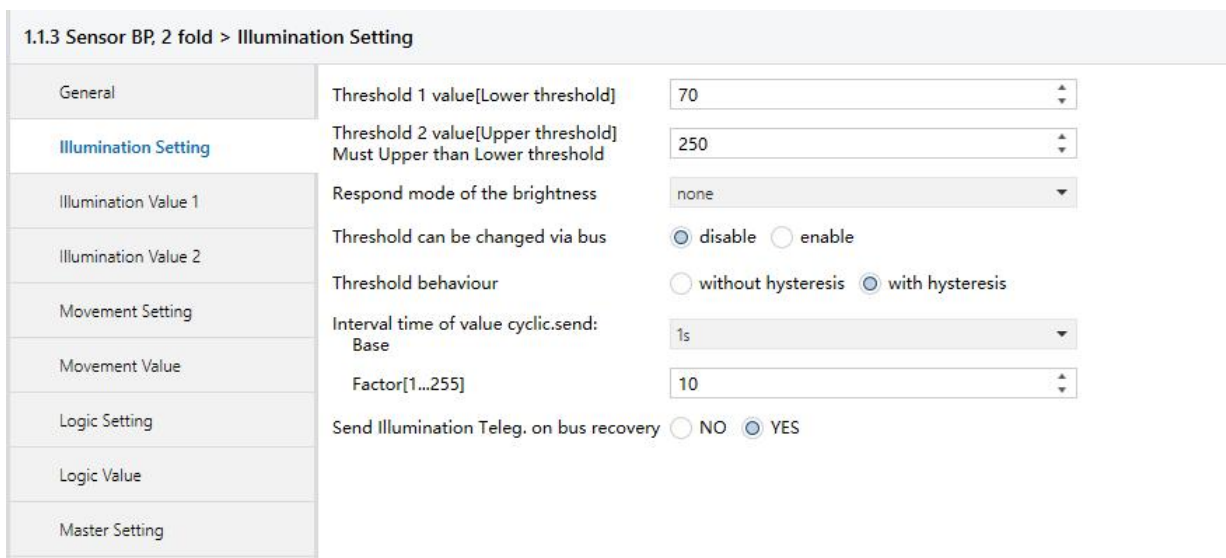 1.1.3 Sensor BP, 2 fold > Illumination Setting
General
Illumination Setting
Illumination Value 1
Illumination Value 2
Movement Setting
Movement Value
Logic Setting
Logic Value
Master Setting
Threshold 1 value[Lower threshold] 70
Threshold 2 value[Upper threshold]
Must Upper than Lower threshold 250
Respond mode of the brightness none
Threshold can be changed via bus disable enable
Threshold behaviour without hysteresis with hysteresis
Interval time of value cyclic.send:
Base 1s
Factor[1...255] 10
Send Illumination Teleg. on bus recovery NO YES